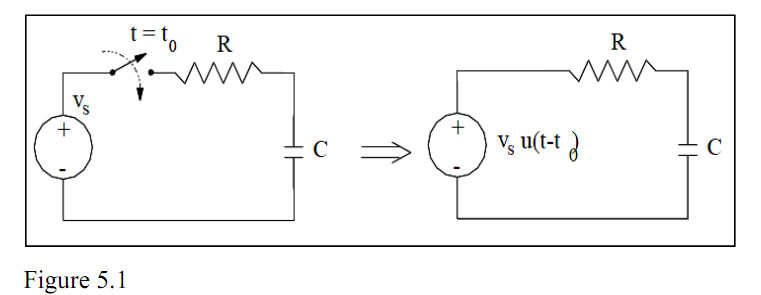 t = t0
R
vs
+
-
C
R
+
vs u(t-t0)
-
C
Figure 5.1